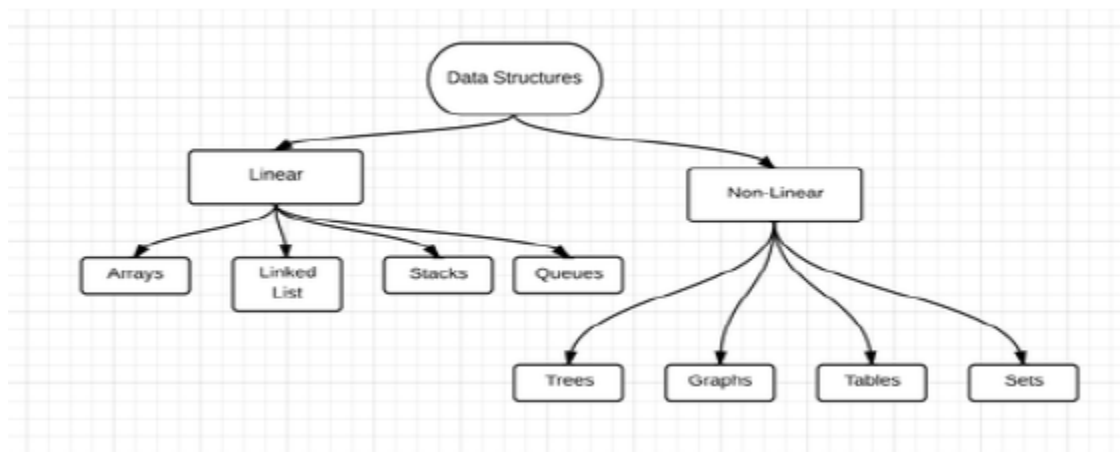 Data Structures
Linear
Non-Linear
Arrays
Linked
List
Stacks
Queues
Trees
Graphs
Tables
Sets